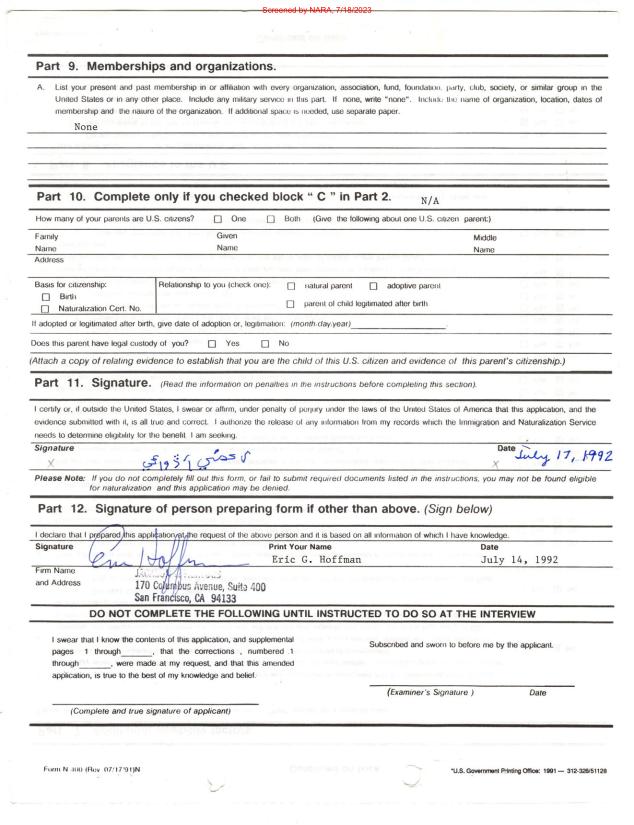 Screened by NARA, 7/18/2023
Part 9. Memberships and organizations.
A. List your present and past membership in or affiliation with every organization, association, fund, foundation, party, club, society, or similar group in the
United States or in any other place. Include any military service in this part. If none, write "none". Include the name of organization, location, dates of
membership and the nature of the organization. If additional space is needed, use separate paper.
None
Part 10. Complete only if you checked block " C " in Part 2. N/A
How many of your parents are U.S. citizens? One Both (Give the following about one U.S. citizen parent:)
Family Given Middle
Name Name Name
Address
Basis for citizenship: Relationship to you (check one): natural parent adoptive parent
Birth
Naturalization Cert. No. parent of child legitimated after birth
If adopted or legitimated after birth, give date of adoption or, legitimation: (month/day/year)
Does this parent have legal custody of you? Yes No
(Attach a copy of relating evidence to establish that you are the child of this U.S. citizen and evidence of this parent's citizenship.)
Part 11. Signature. (Read the information on penalties in the instructions before completing this section).
I certify or, if outside the United States, I swear or affirm, under penalty of perjury under the laws of the United States of America that this application, and the
evidence submitted with it, is all true and correct. I authorize the release of any information from my records which the Immigration and Naturalization Service
needs to determine eligibility for the benefit I am seeking.
Signature Date
X X July 17, 1992
Please Note: If you do not completely fill out this form, or fail to submit required documents listed in the instructions, you may not be found eligible
for naturalization and this application may be denied.
Part 12. Signature of person preparing form if other than above. (Sign below)
I declare that I prepared this application at the request of the above person and it is based on all information of which I have knowledge.
Signature Print Your Name Date
Eric Hoffman Eric G. Hoffman July 14, 1992
Firm Name
and Address
170 Columbus Avenue, Suite 400
San Francisco, CA 94133
DO NOT COMPLETE THE FOLLOWING UNTIL INSTRUCTED TO DO SO AT THE INTERVIEW
I swear that I know the contents of this application, and supplemental
pages 1 through______, that the corrections , numbered 1
through______, were made at my request, and that this amended
application, is true to the best of my knowledge and belief.
(Complete and true signature of applicant)
Subscribed and sworn to before me by the applicant.
(Examiner's Signature ) Date
Form N 400 (Rev 07/17/91)N
*U.S. Government Printing Office: 1991 — 312-328/51128